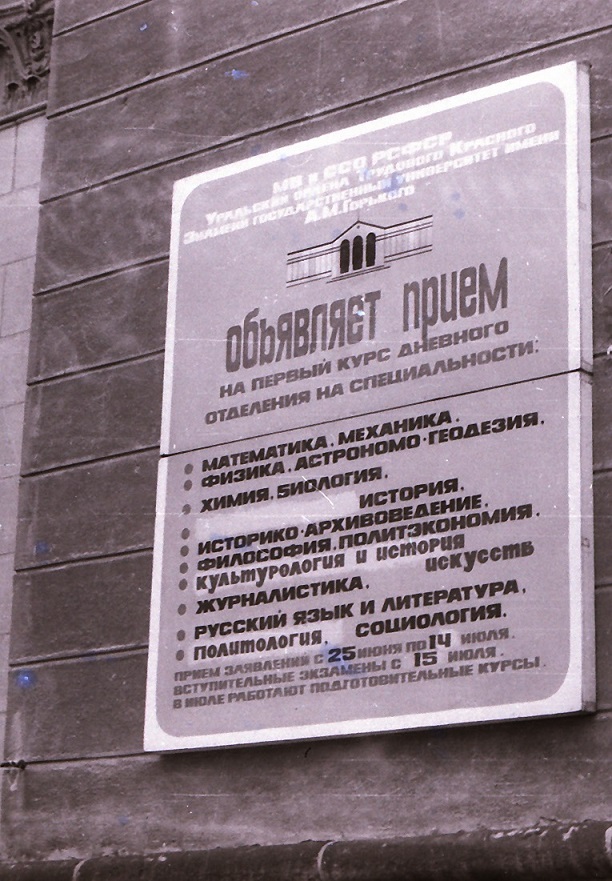 МВ и ССО РСФСР
Уральский ордена Трудового Красного
Знамени государственный университет имени
А.М.Горького
объявляет прием
НА ПЕРВЫЙ КУРС ДНЕВНОГО
ОТДЕЛЕНИЯ НА СПЕЦИАЛЬНОСТИ:
МАТЕМАТИКА, МЕХАНИКА,
ФИЗИКА, АСТРОНОМО-ГЕОДЕЗИЯ,
ХИМИЯ, БИОЛОГИЯ,
ИСТОРИЯ,
ИСТОРИКО-АРХИВОВЕДЕНИЕ,
ФИЛОСОФИЯ, ПОЛИТЭКОНОМИЯ,
КУЛЬТУРОЛОГИЯ И ИСТОРИЯ
ИСКУССТВ
ЖУРНАЛИСТИКА,
РУССКИЙ ЯЗЫК И ЛИТЕРАТУРА,
ПОЛИТОЛОГИЯ, СОЦИОЛОГИЯ.
ПРИЕМ ЗАЯВЛЕНИЙ С 25 ИЮНЯ ПО 14 ИЮЛЯ.
ВСТУПИТЕЛЬНЫЕ ЭКЗАМЕНЫ С 15 ИЮЛЯ.
В ИЮЛЕ РАБОТАЮТ ПОДГОТОВИТЕЛЬНЫЕ КУРСЫ.